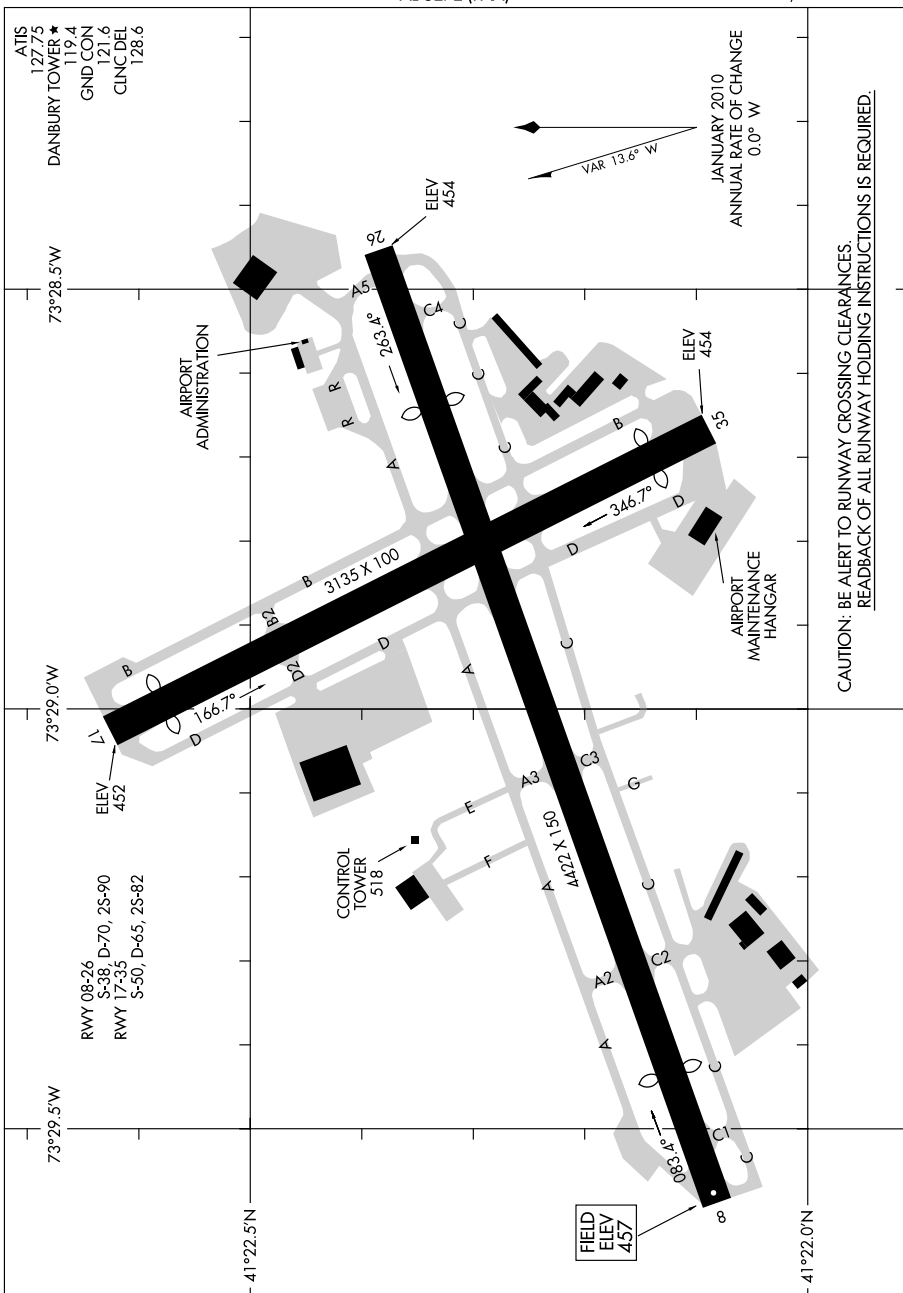 ATIS
127.75
DANBURY TOWER ★
119.4
GND CON
121.6
CLNC DEL
128.6
73°28.5'W
73°29.0'W
73°29.5'W
RWY 08-26
S-38, D-70, 2S-90
RWY 17-35
S-50, D-65, 2S-82
AIRPORT
ADMINISTRATION
ELEV
454
26
A5
263.4°
C4
C
C
C
R
R
A
JANUARY 2010
ANNUAL RATE OF CHANGE
0.0° W
VAR 13.6° W
ELEV
452
17
166.7°
B
D
B2
D2
B
D
3135 X 100
A
B
D
D
346.7°
ELEV
454
35
AIRPORT
MAINTENANCE
HANGAR
CONTROL
TOWER
518
E
F
A3
C3
C
G
A
4422 X 150
C
A2
C2
A
C
083.4°
C1
C
8
FIELD
ELEV
457
41°22.5'N
41°22.0'N
CAUTION: BE ALERT TO RUNWAY CROSSING CLEARANCES.
READBACK OF ALL RUNWAY HOLDING INSTRUCTIONS IS REQUIRED.